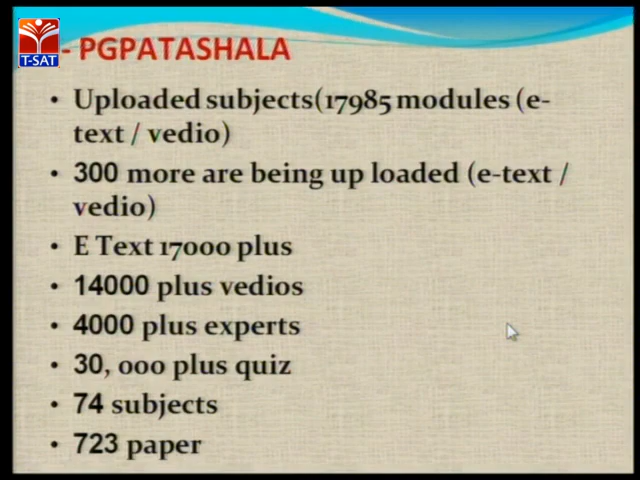 T-SAT
- PGPATASHALA
• Uploaded subjects(17985 modules (e-
text / vedio)
• 300 more are being up loaded (e-text /
vedio)
• E Text 17000 plus
• 14000 plus vedios
• 4000 plus experts
• 30, 000 plus quiz
• 74 subjects
• 723 paper